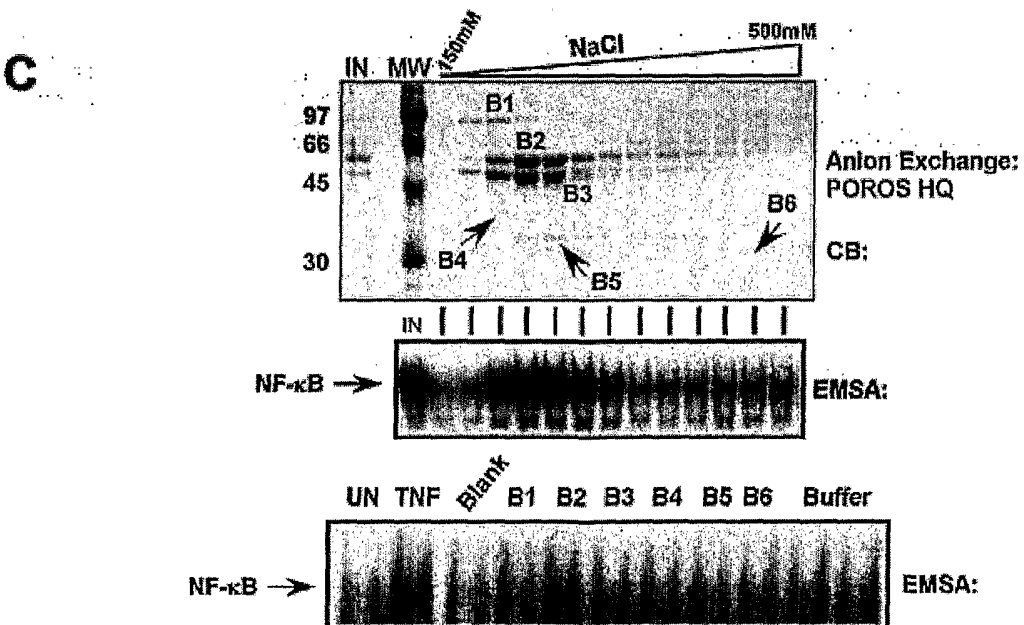 C
150mM
NaCl
500mM
IN MW
97
66
45
30
B1
B2
B3
B4
B5
B6
Anion Exchange:
POROS HQ
CB:
IN
NF-κB
EMSA:
UN TNF Blank B1 B2 B3 B4 B5 B6 Buffer
NF-κB
EMSA: